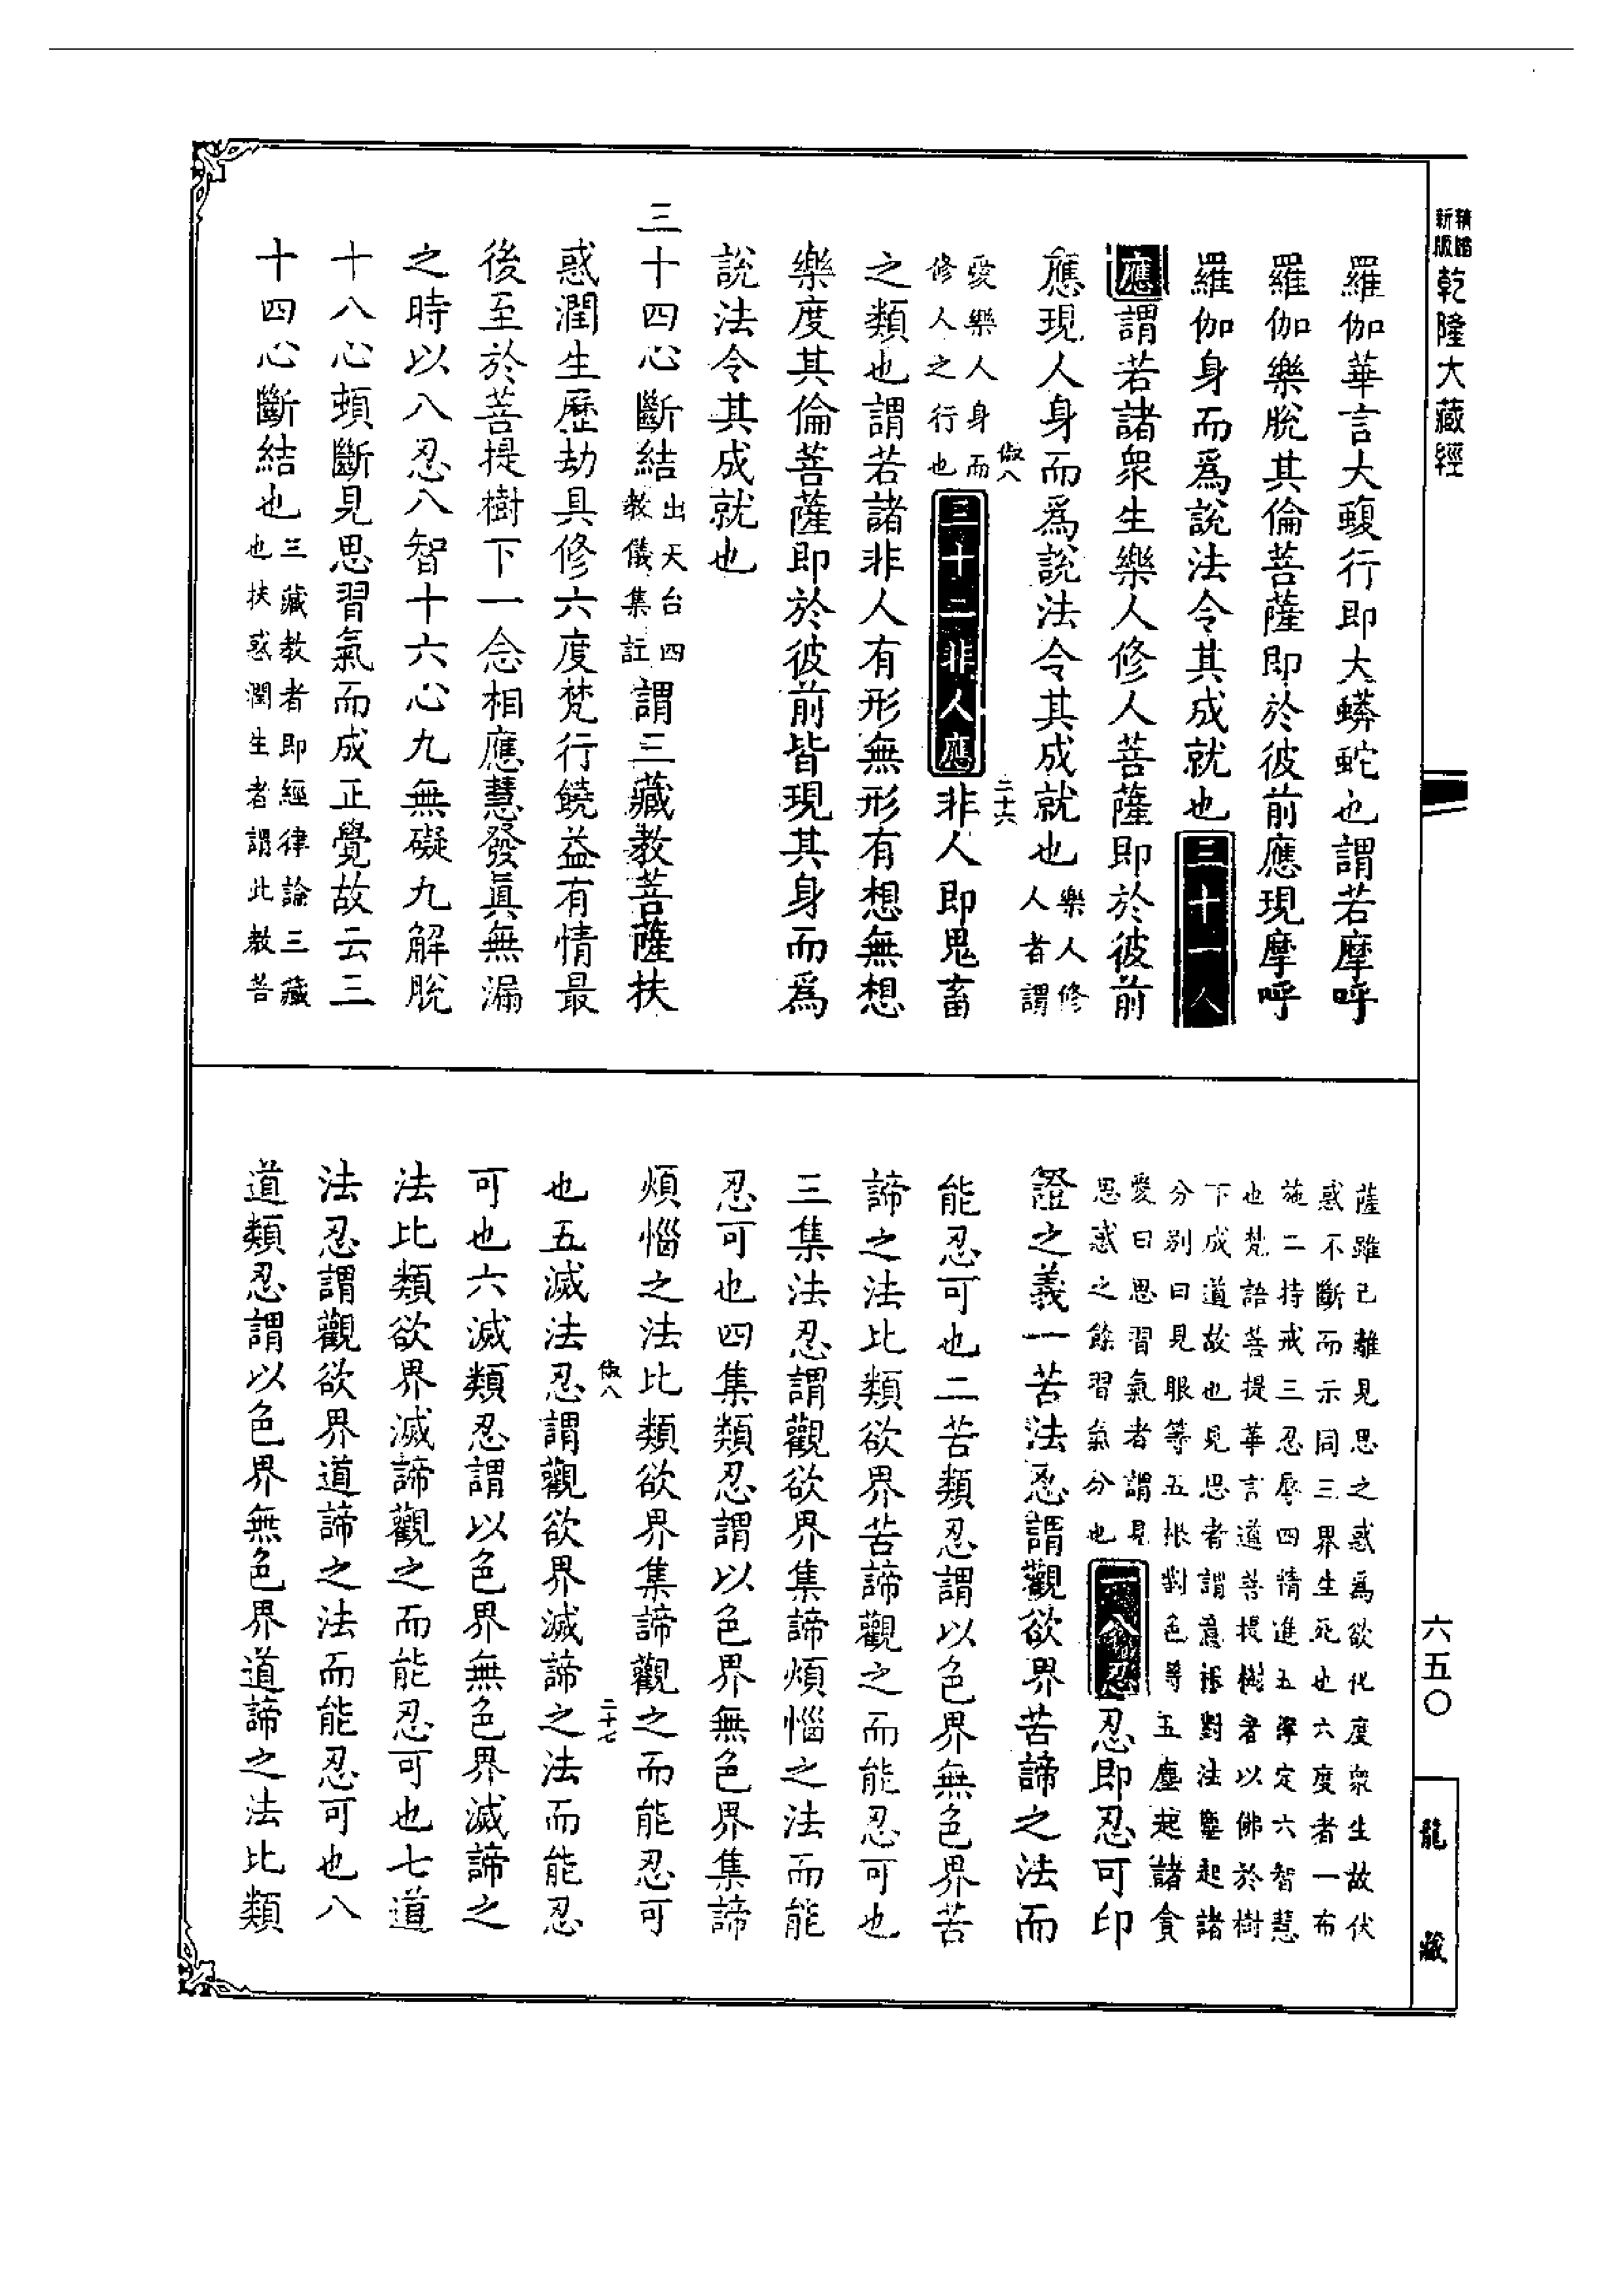 新版
乾隆大藏經
羅伽華言大蝮行即大蟒蛇也謂若摩呼
羅伽樂脫其倫菩薩即於彼前應現摩呼
羅伽身而爲說法令其成就也三十一人
應謂若諸衆生樂人修人菩薩即於彼前
應現人身而爲說法令其成就也樂人修
人者謂
愛樂人身而
修人之行也
三十二非人應非人即鬼畜
之類也謂若諸非人有形無形有想無想
樂度其倫菩薩即於彼前皆現其身而爲
說法令其成就也
三十四心斷結出天台四
教儀集註
謂三藏教菩薩扶
惑潤生歷劫具修六度梵行饒益有情最
後至於菩提樹下一念相應慧發真無漏
之時以八忍八智十六心九無礙九解脫
十八心頓斷見思習氣而成正覺故云三
十四心斷結也三藏教者即經律論三藏
也扶惑潤生者謂此教菩
二十六
薩雖已離見思之惑爲欲化度衆生故伏
惑不斷而示同三界生死也六度者一布
施二持戒三忍辱四精進五禪定六智慧
也梵語菩提華言道菩提樹者以佛於樹
下成道故也見思者謂意根對法塵起諸
分別曰見眼等五根對色等五塵起諸貪
愛曰思習氣者謂見
思惑之餘習氣分也
一八忍忍即忍可印
證之義一苦法忍謂觀欲界苦諦之法而
能忍可也二苦類忍謂以色界無色界苦
諦之法比類欲界苦諦觀之而能忍可也
三集法忍謂觀欲界集諦煩惱之法而能
忍可也四集類忍謂以色界無色界集諦
煩惱之法比類欲界集諦觀之而能忍可
也五滅法忍謂觀欲界滅諦之法而能忍
可也六滅類忍謂以色界無色界滅諦之
法比類欲界滅諦觀之而能忍可也七道
法忍謂觀欲界道諦之法而能忍可也八
道類忍謂以色界無色界道諦之法比類
二十七
六五〇
龍藏